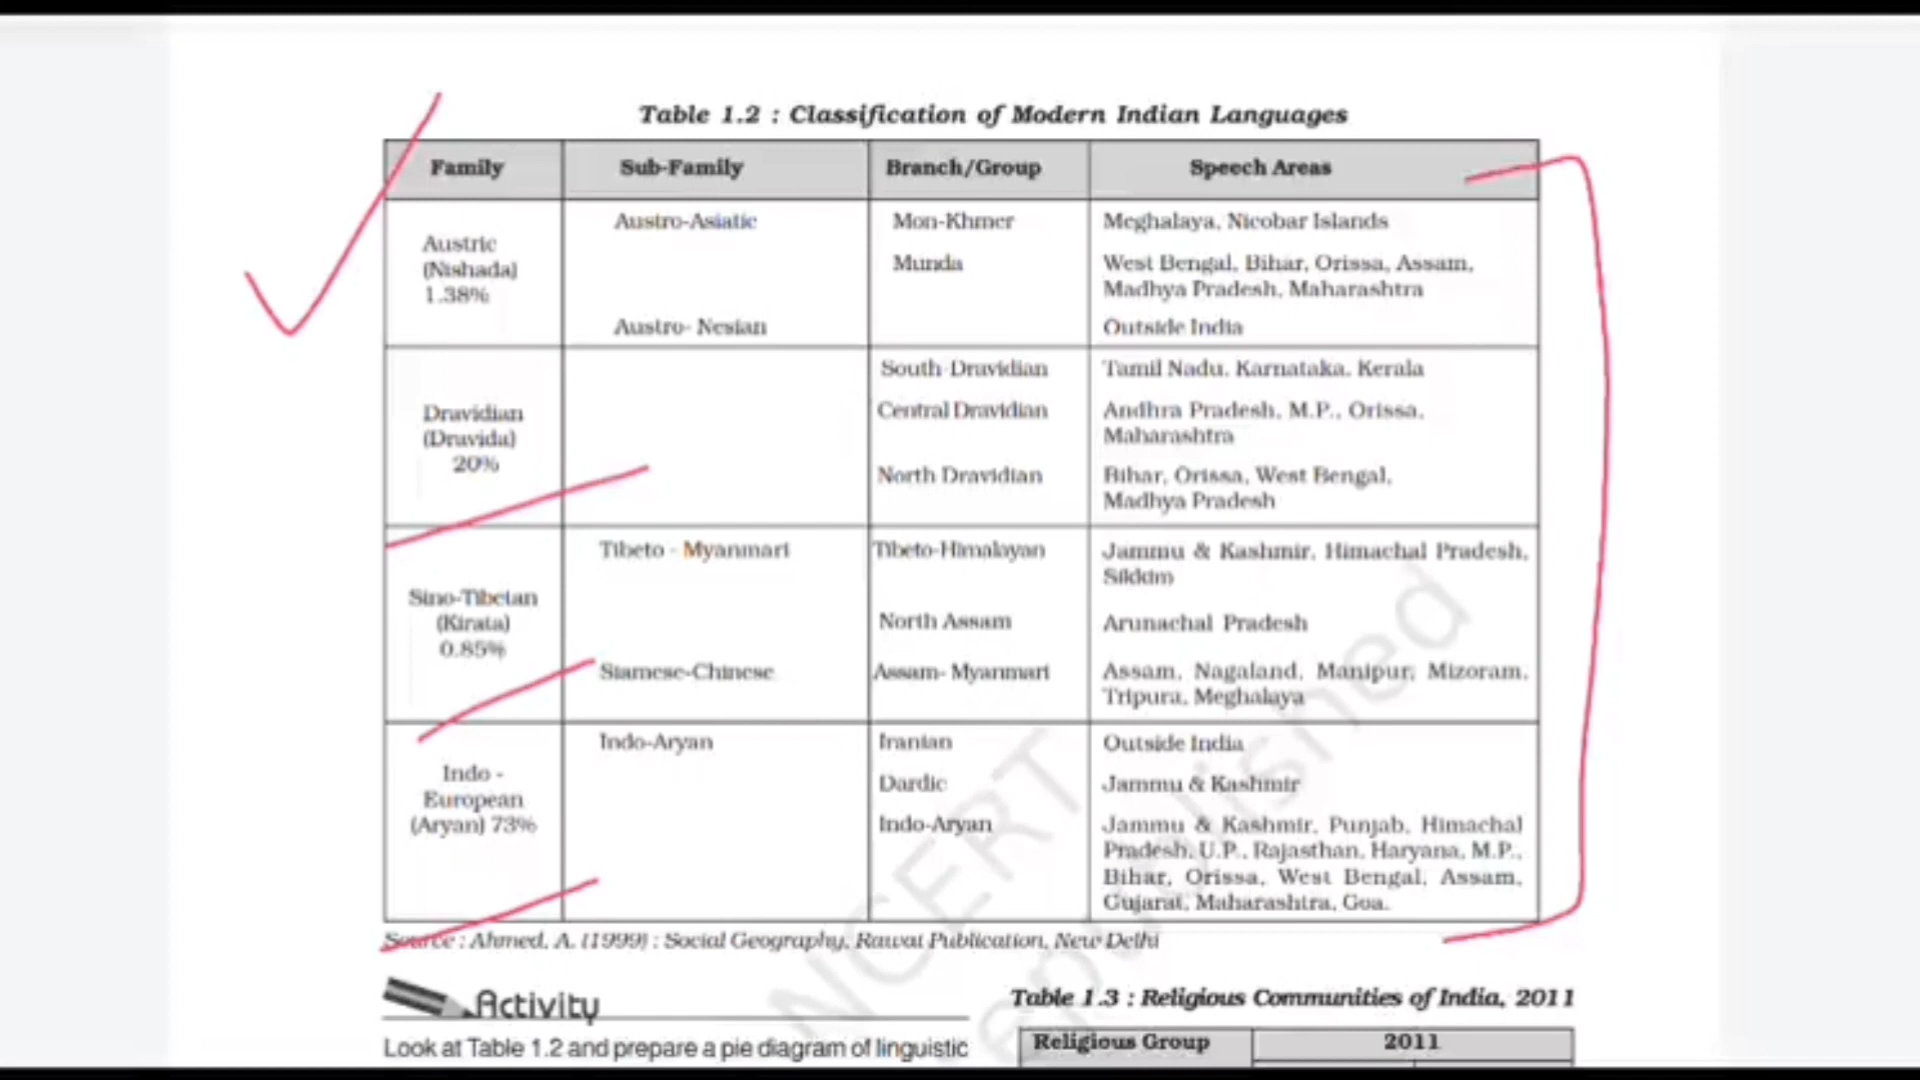 Table 1.2 : Classification of Modern Indian Languages
Family Sub-Family Branch/Group Speech Areas
Austric
(Nishada)
1.38%
Austro-Asiatic Mon-Khmer Meghalaya, Nicobar Islands
Munda West Bengal, Bihar, Orissa, Assam,
Madhya Pradesh, Maharashtra
Austro- Nesian Outside India
Dravidian
(Dravida)
20%
South-Dravidian Tamil Nadu, Karnataka, Kerala
Central Dravidian Andhra Pradesh, M.P., Orissa,
Maharashtra
North Dravidian Bihar, Orissa, West Bengal,
Madhya Pradesh
Sino-Tibetan
(Kirata)
0.85%
Tibeto - Myanmari Tibeto-Himalayan Jammu & Kashmir, Himachal Pradesh,
Sikkim
North Assam Arunachal Pradesh
Siamese-Chinese Assam- Myanmari Assam, Nagaland, Manipur, Mizoram,
Tripura, Meghalaya
Indo -
European
(Aryan) 73%
Indo-Aryan Iranian Outside India
Dardic Jammu & Kashmir
Indo-Aryan Jammu & Kashmir, Punjab, Himachal
Pradesh, U.P., Rajasthan, Haryana, M.P.,
Bihar, Orissa, West Bengal, Assam,
Gujarat, Maharashtra, Goa.
Source : Ahmed, A. (1999) : Social Geography, Rawat Publication, New Delhi
Activity
Look at Table 1.2 and prepare a pie diagram of linguistic
Table 1.3 : Religious Communities of India, 2011
Religious Group 2011
NCERT